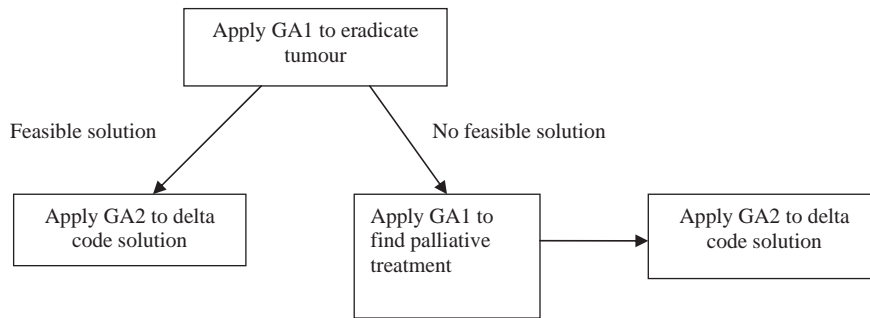 Apply GA1 to eradicate
tumour
Feasible solution
No feasible solution
Apply GA2 to delta
code solution
Apply GA1 to
find palliative
treatment
Apply GA2 to delta
code solution